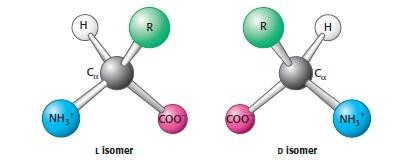 H R R H
Cα Cα
NH₃⁺ COO⁻ COO⁻ NH₃⁺
L isomer D isomer